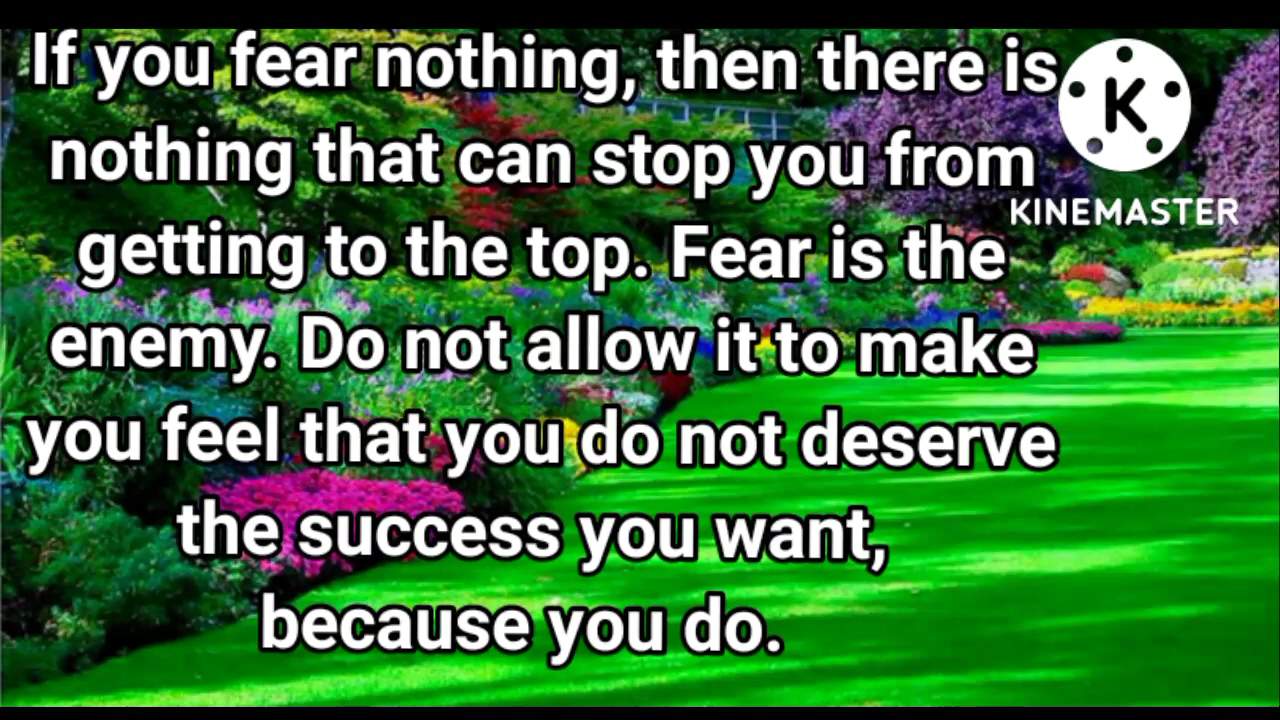 If you fear nothing, then there is
nothing that can stop you from
getting to the top. Fear is the
enemy. Do not allow it to make
you feel that you do not deserve
the success you want,
because you do.
K
KINEMASTER